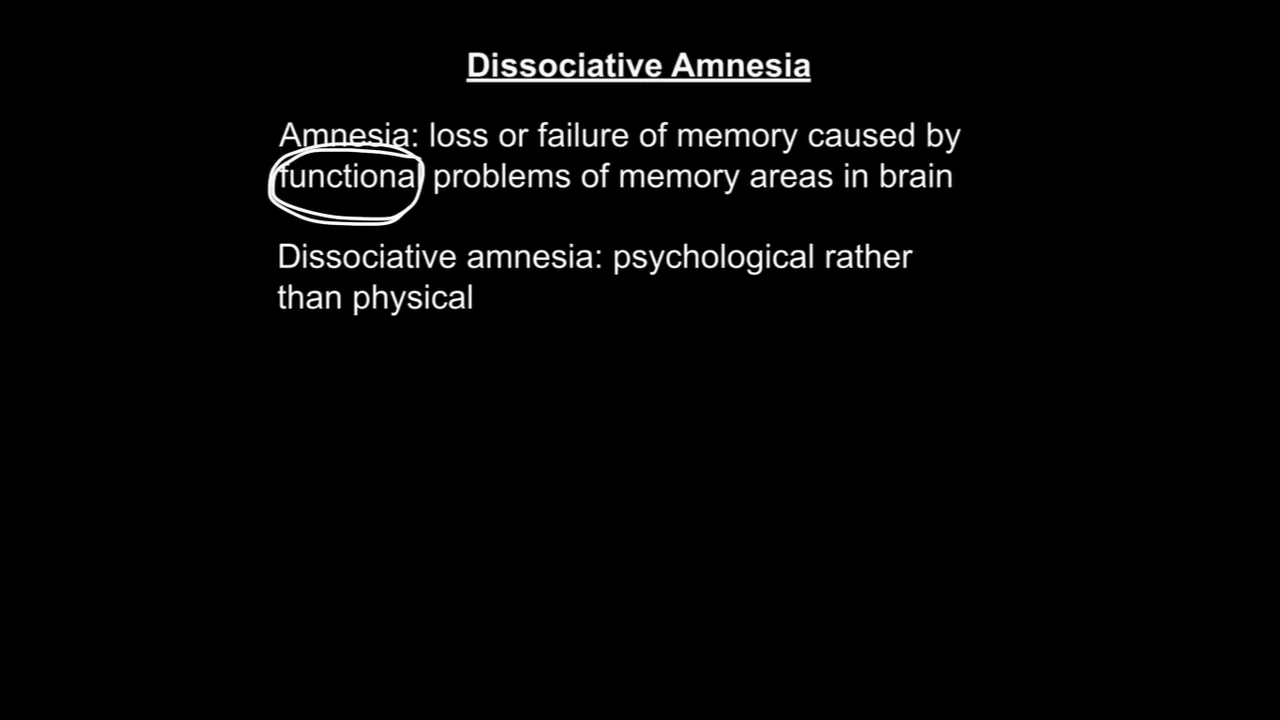 Dissociative Amnesia
Amnesia: loss or failure of memory caused by
functional problems of memory areas in brain
Dissociative amnesia: psychological rather
than physical